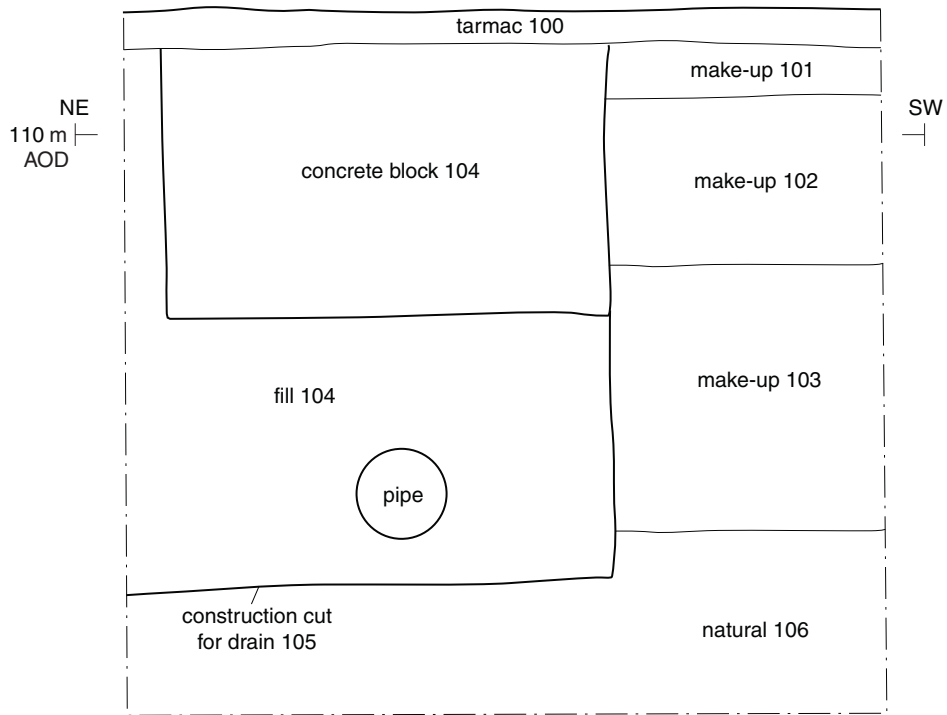 tarmac 100
make-up 101
NE
SW
110 m
AOD
concrete block 104
make-up 102
fill 104
make-up 103
pipe
construction cut
for drain 105
natural 106